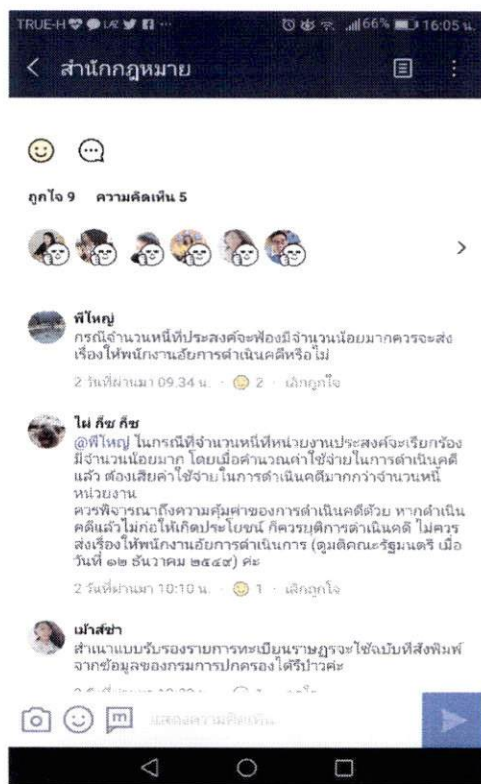 TRUE-H
66% 16:05 น.
สำนักกฎหมาย
ถูกใจ 9 ความคิดเห็น 5
พี่ใหญ่
กรณีจำนวนหนี้ที่ประสงค์จะฟ้องมีจำนวนน้อยมากควรจะส่ง
เรื่องให้พนักงานอัยการดำเนินคดีหรือไม่
2 วันที่ผ่านมา 09.34 น. · 2 · เลิกถูกใจ
ไผ่ ก็ซ ก็ซ
@พี่ใหญ่ ในกรณีที่จำนวนหนี้ที่หน่วยงานประสงค์จะเรียกร้อง
มีจำนวนน้อยมาก โดยเมื่อคำนวณค่าใช้จ่ายในการดำเนินคดี
แล้ว ต้องเสียค่าใช้จ่ายในการดำเนินคดีมากกว่าจำนวนหนี้
หน่วยงาน
ควรพิจารณาถึงความคุ้มค่าของการดำเนินคดีด้วย หากดำเนิน
คดีแล้วไม่ก่อให้เกิดประโยชน์ ก็ควรยุติการดำเนินคดี ไม่ควร
ส่งเรื่องให้พนักงานอัยการดำเนินการ (ดูมติคณะรัฐมนตรี เมื่อ
วันที่ ๑๒ ธันวาคม ๒๕๔๙) ค่ะ
2 วันที่ผ่านมา 10:10 น. · 1 · เลิกถูกใจ
เม้าส์ซ่า
สำเนาแบบรับรองรายการทะเบียนราษฎรจะใช้ฉบับที่สั่งพิมพ์
จากข้อมูลของกรมการปกครองได้รึป่าวค่ะ
แสดงความคิดเห็น